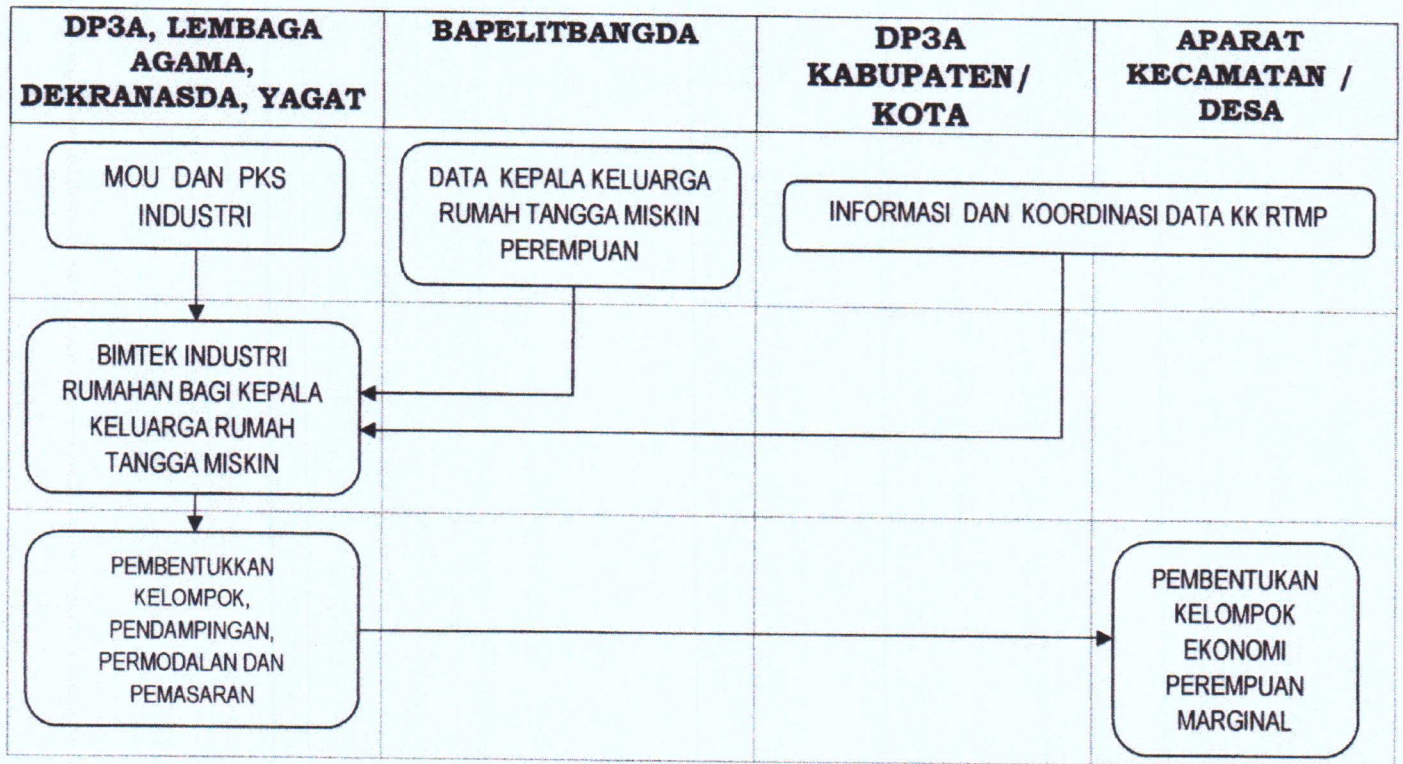 DP3A, LEMBAGA
AGAMA,
DEKRANASDA, YAGAT
BAPELITBANGDA
DP3A
KABUPATEN/
KOTA
APARAT
KECAMATAN /
DESA
MOU DAN PKS
INDUSTRI
DATA KEPALA KELUARGA
RUMAH TANGGA MISKIN
PEREMPUAN
INFORMASI DAN KOORDINASI DATA KK RTMP
BIMTEK INDUSTRI
RUMAHAN BAGI KEPALA
KELUARGA RUMAH
TANGGA MISKIN
PEMBENTUKKAN
KELOMPOK,
PENDAMPINGAN,
PERMODALAN DAN
PEMASARAN
PEMBENTUKAN
KELOMPOK
EKONOMI
PEREMPUAN
MARGINAL